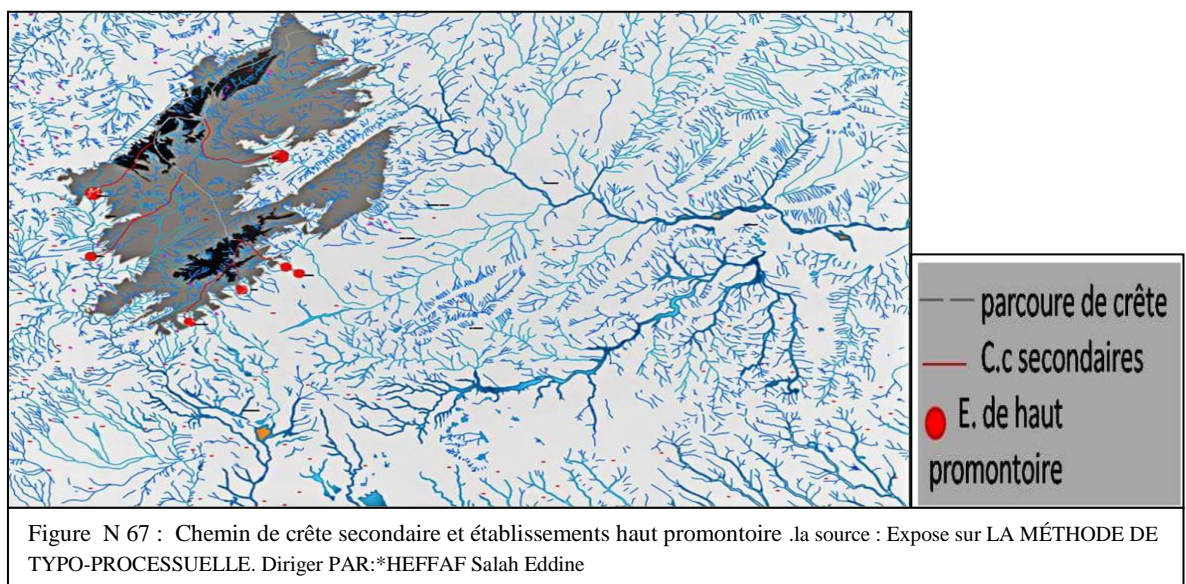 parcoure de crête
C.c secondaires
E. de haut
promontoire
Figure N 67 : Chemin de crête secondaire et établissements haut promontoire .la source : Expose sur LA MÉTHODE DE
TYPO-PROCESSUELLE. Diriger PAR:*HEFFAF Salah Eddine